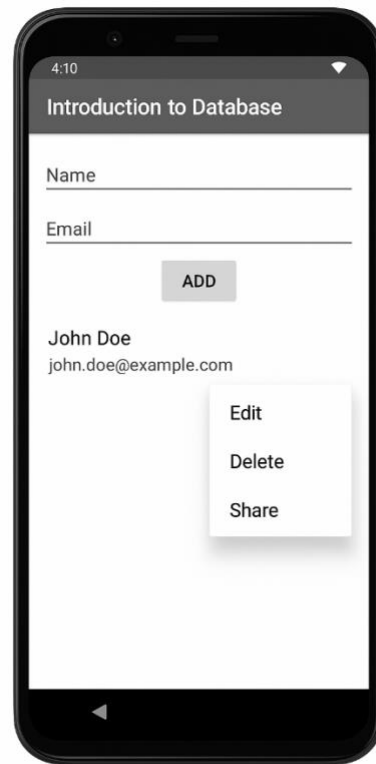 4:10
Introduction to Database
Name
Email
ADD
John Doe
john.doe@example.com
Edit
Delete
Share